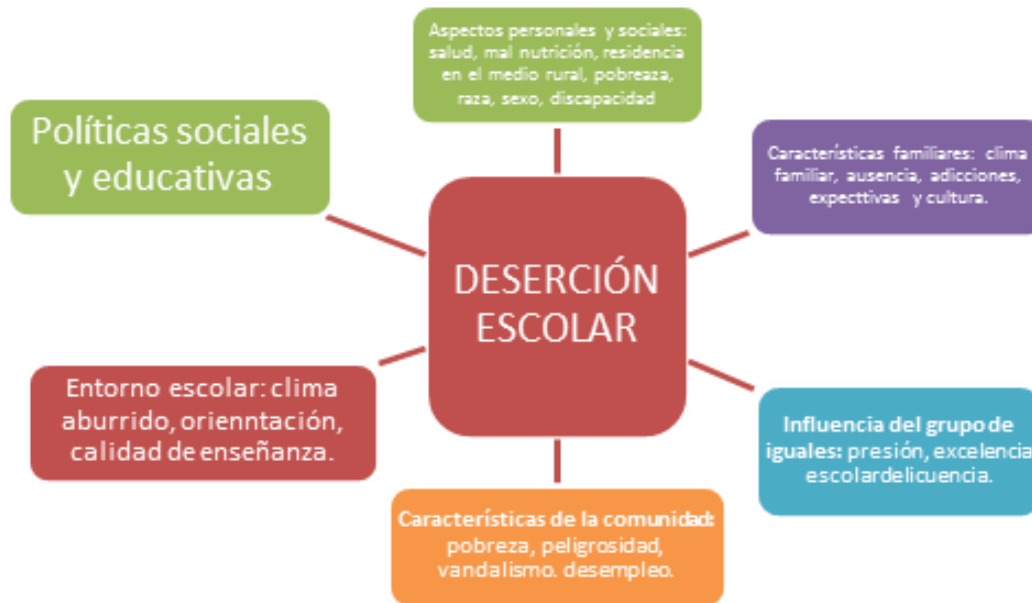 Aspectos personales y sociales:
salud, mal nutrición, residencia
en el medio rural, pobreaza,
raza, sexo, discapacidad
Políticas sociales
y educativas
Características familiares: clima
familiar, ausencia, adicciones,
expecttivas y cultura.
DESERCIÓN
ESCOLAR
Entorno escolar: clima
aburrido, orienntación,
calidad de enseñanza.
Influencia del grupo de
iguales: presión, excelencia
escolardelicuencia.
Características de la comunidad:
pobreza, peligrosidad,
vandalismo. desempleo.